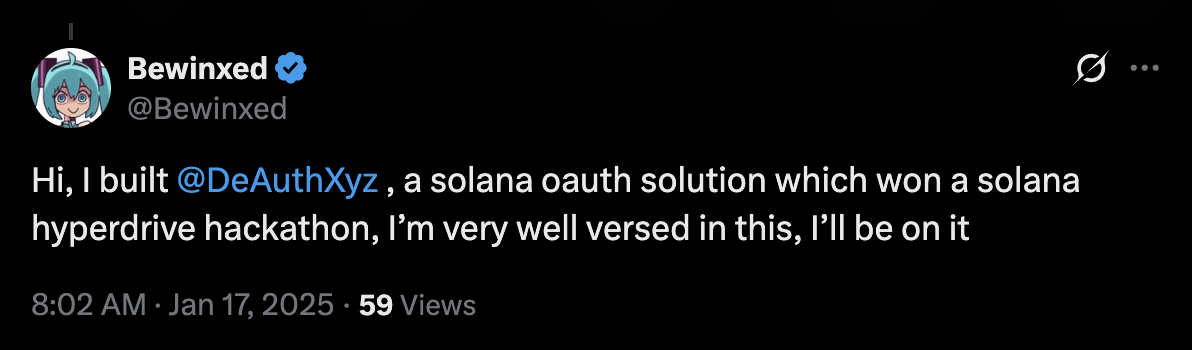 Bewinxed
@Bewinxed
Hi, I built @DeAuthXyz , a solana oauth solution which won a solana
hyperdrive hackathon, I’m very well versed in this, I’ll be on it
8:02 AM · Jan 17, 2025 · 59 Views